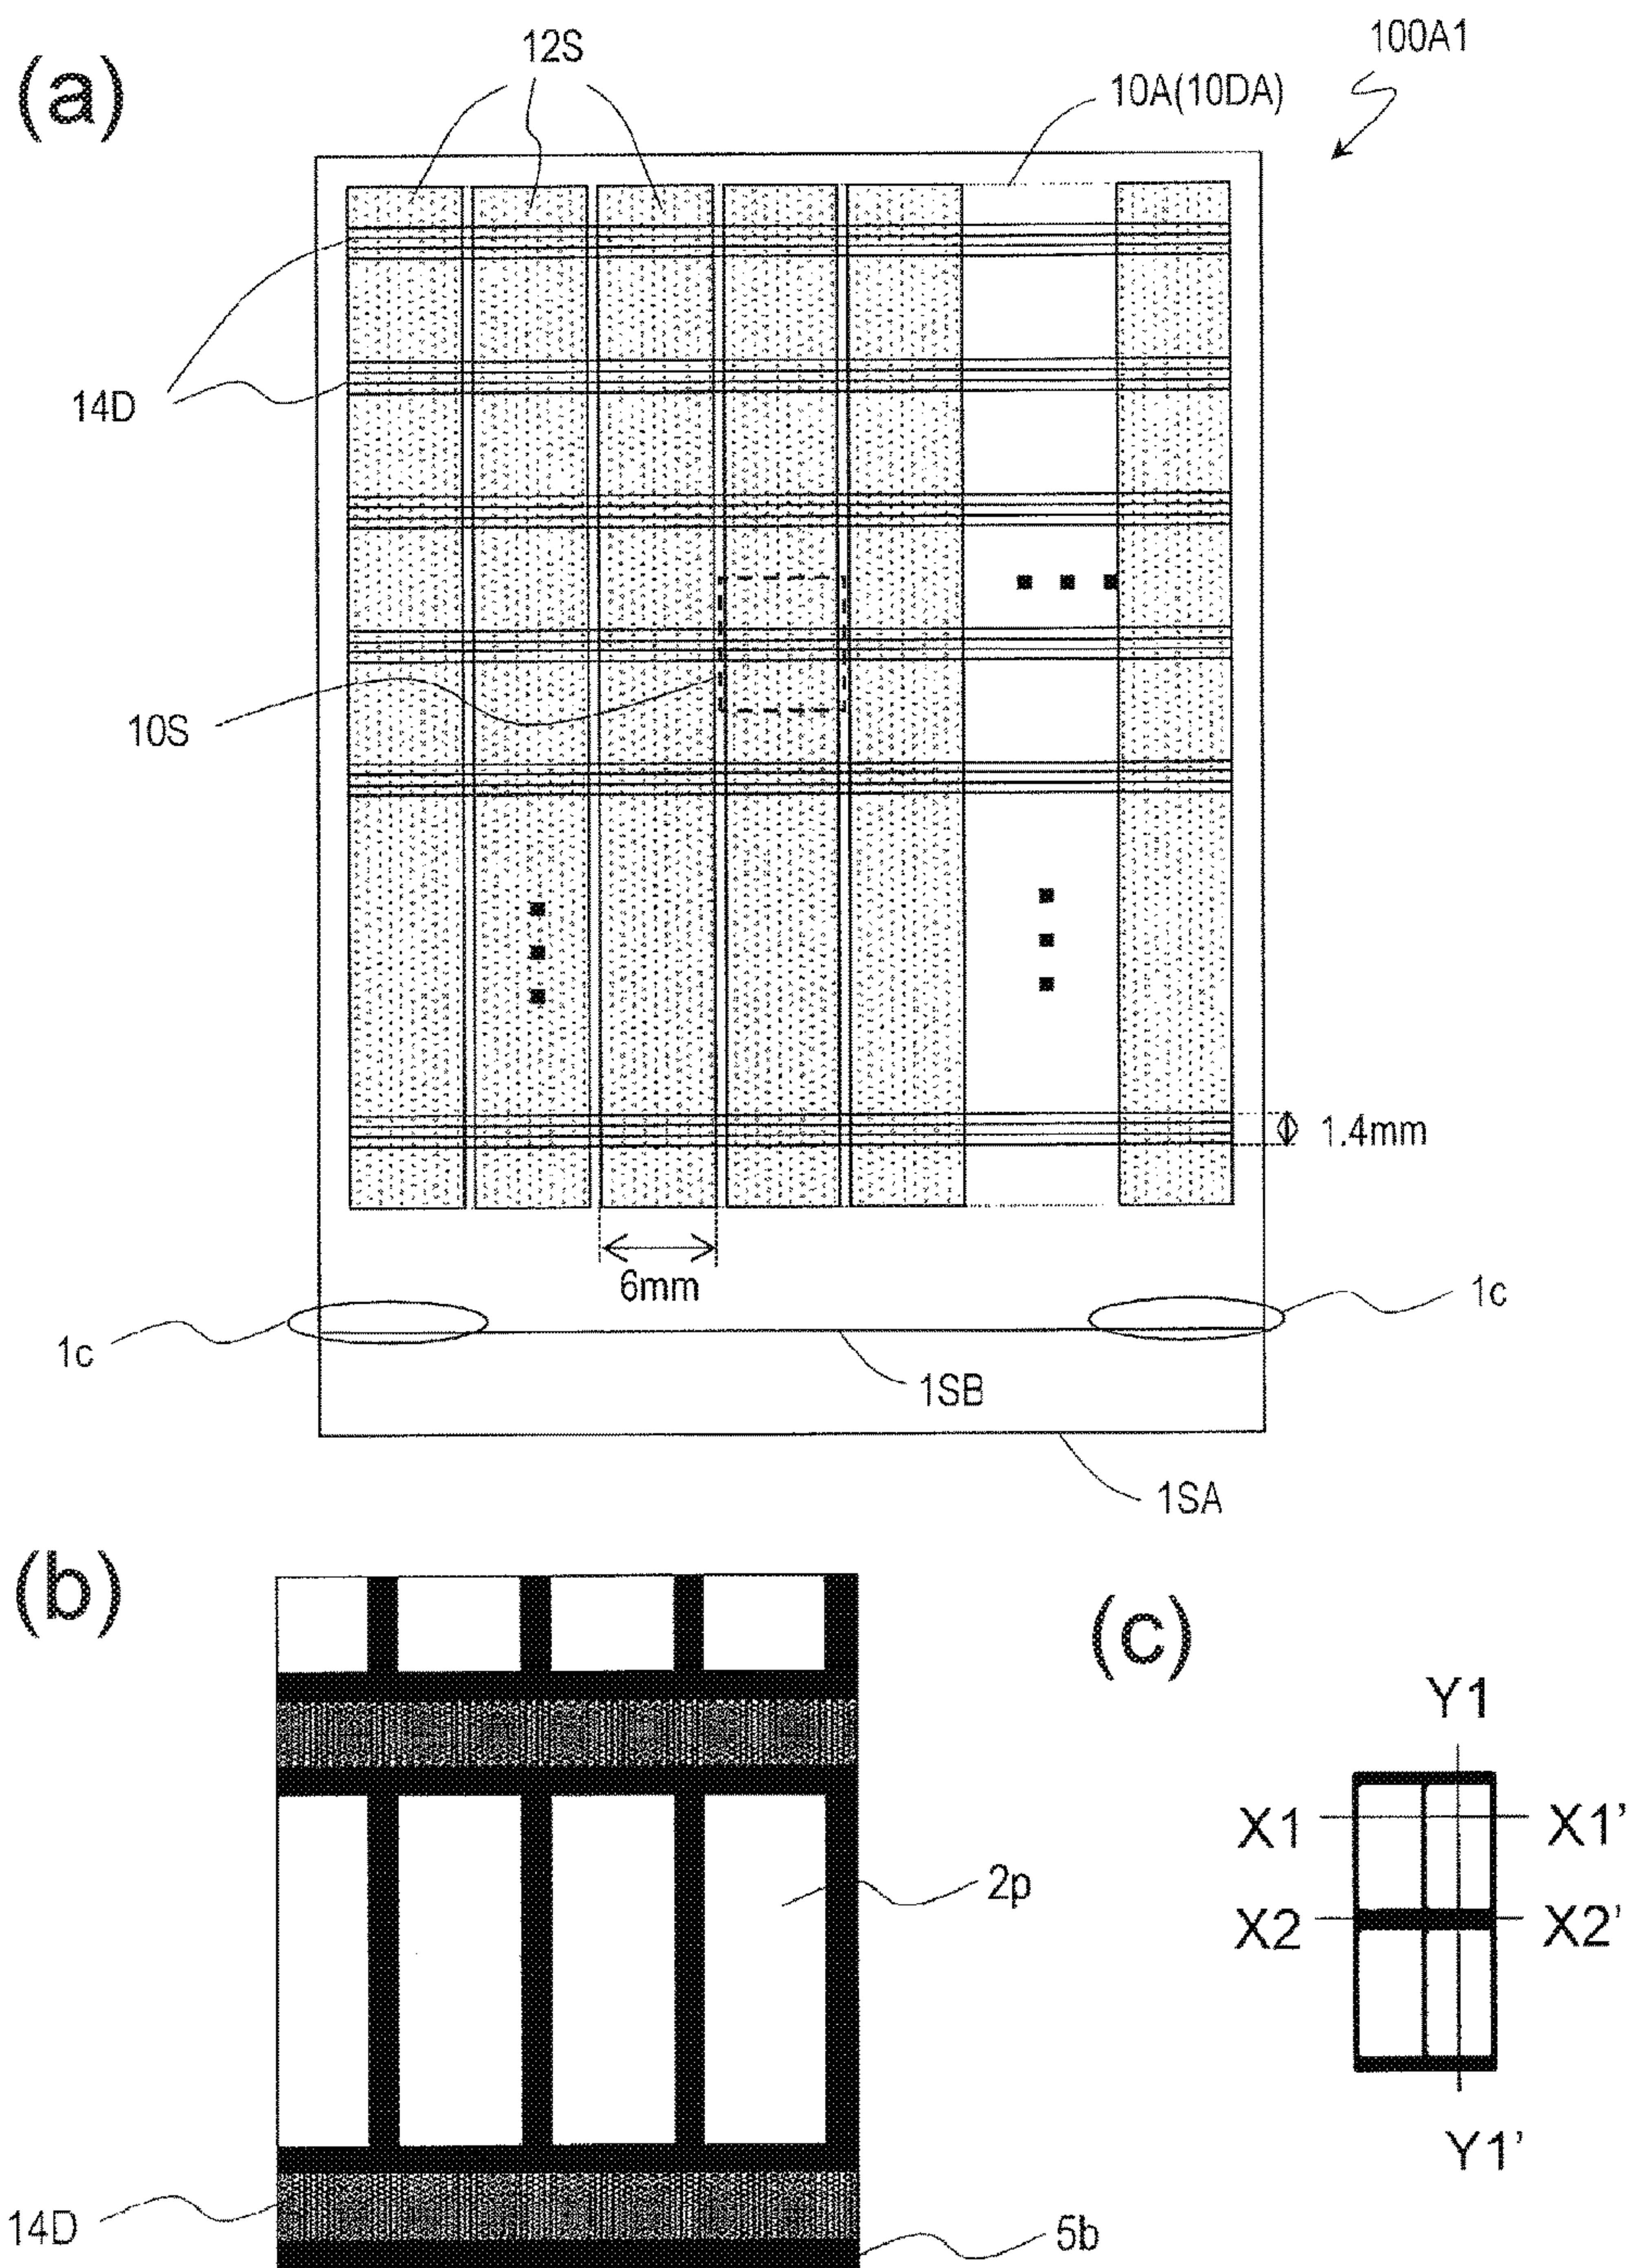 (a)
12S
100A1
10A(10DA)
14D
10S
1.4mm
6mm
1c
1c
1SB
1SA
(b)
(c)
Y1
X1 X1’
2p
X2 X2’
Y1’
14D
5b